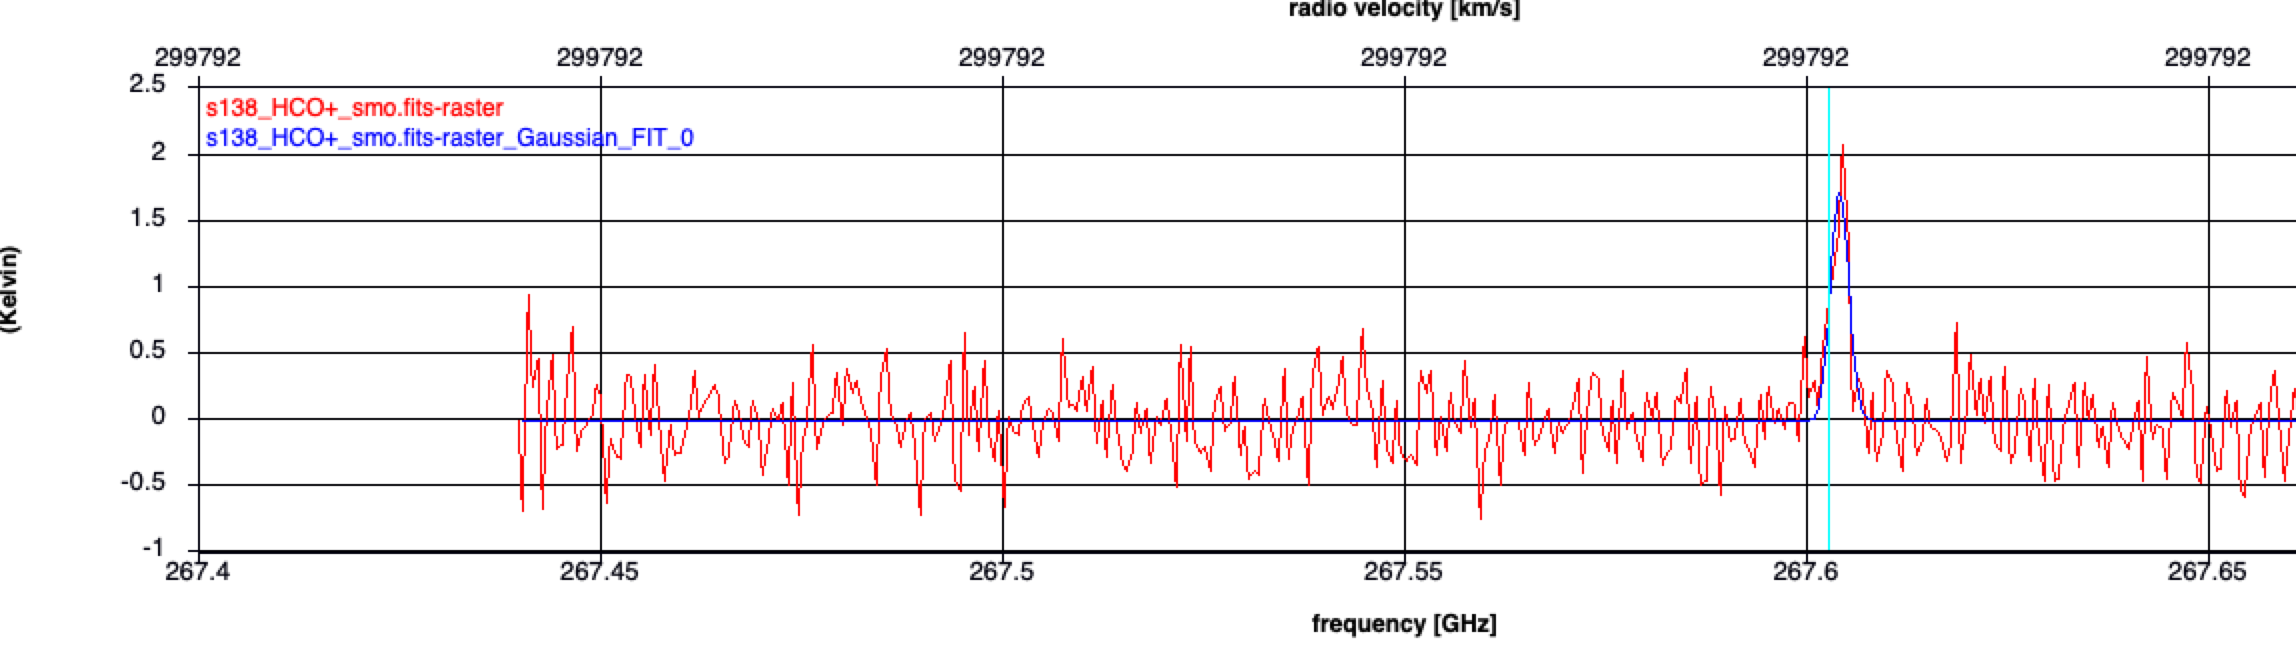 radio velocity [km/s]
299792 299792 299792 299792 299792 299792
2.5
s138_HCO+_smo.fits-raster
s138_HCO+_smo.fits-raster_Gaussian_FIT_0
2
1.5
1
(Kelvin)
0.5
0
-0.5
-1
267.4 267.45 267.5 267.55 267.6 267.65
frequency [GHz]